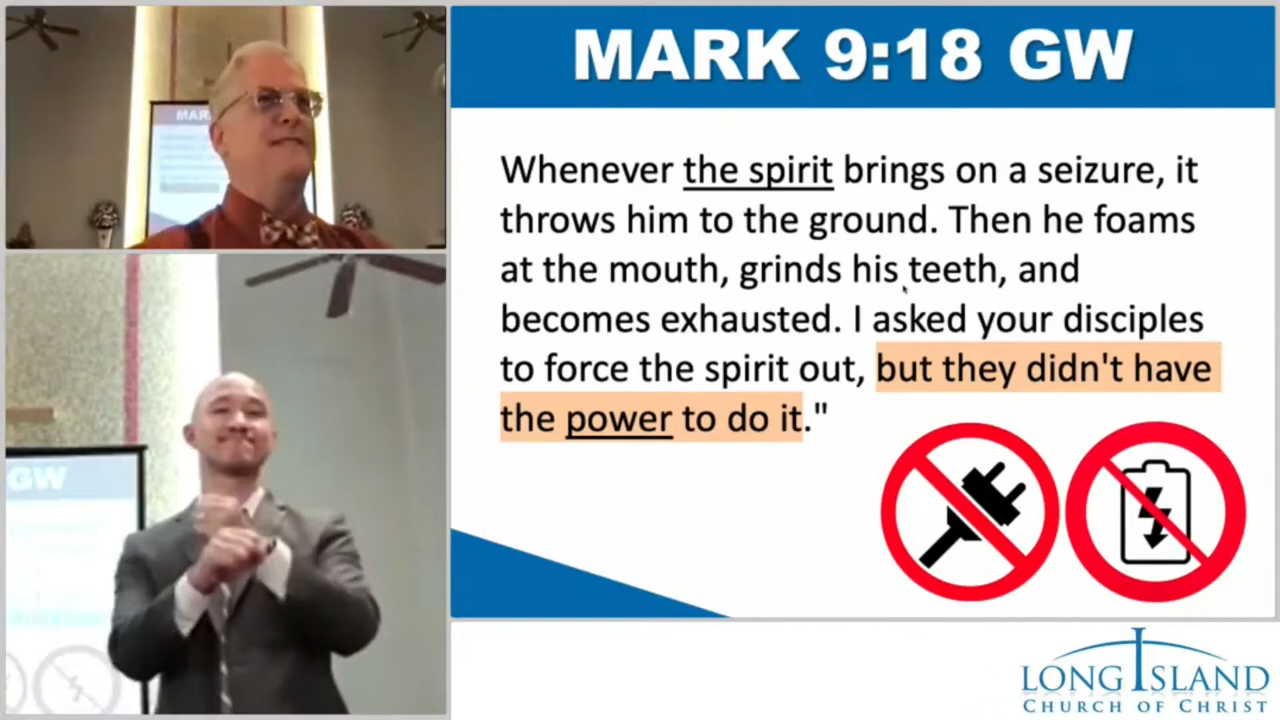 MARK 9:18 GW
Whenever the spirit brings on a seizure, it
throws him to the ground. Then he foams
at the mouth, grinds his teeth, and
becomes exhausted. I asked your disciples
to force the spirit out, but they didn't have
the power to do it."
LONG ISLAND
CHURCH OF CHRIST
MAR
GW